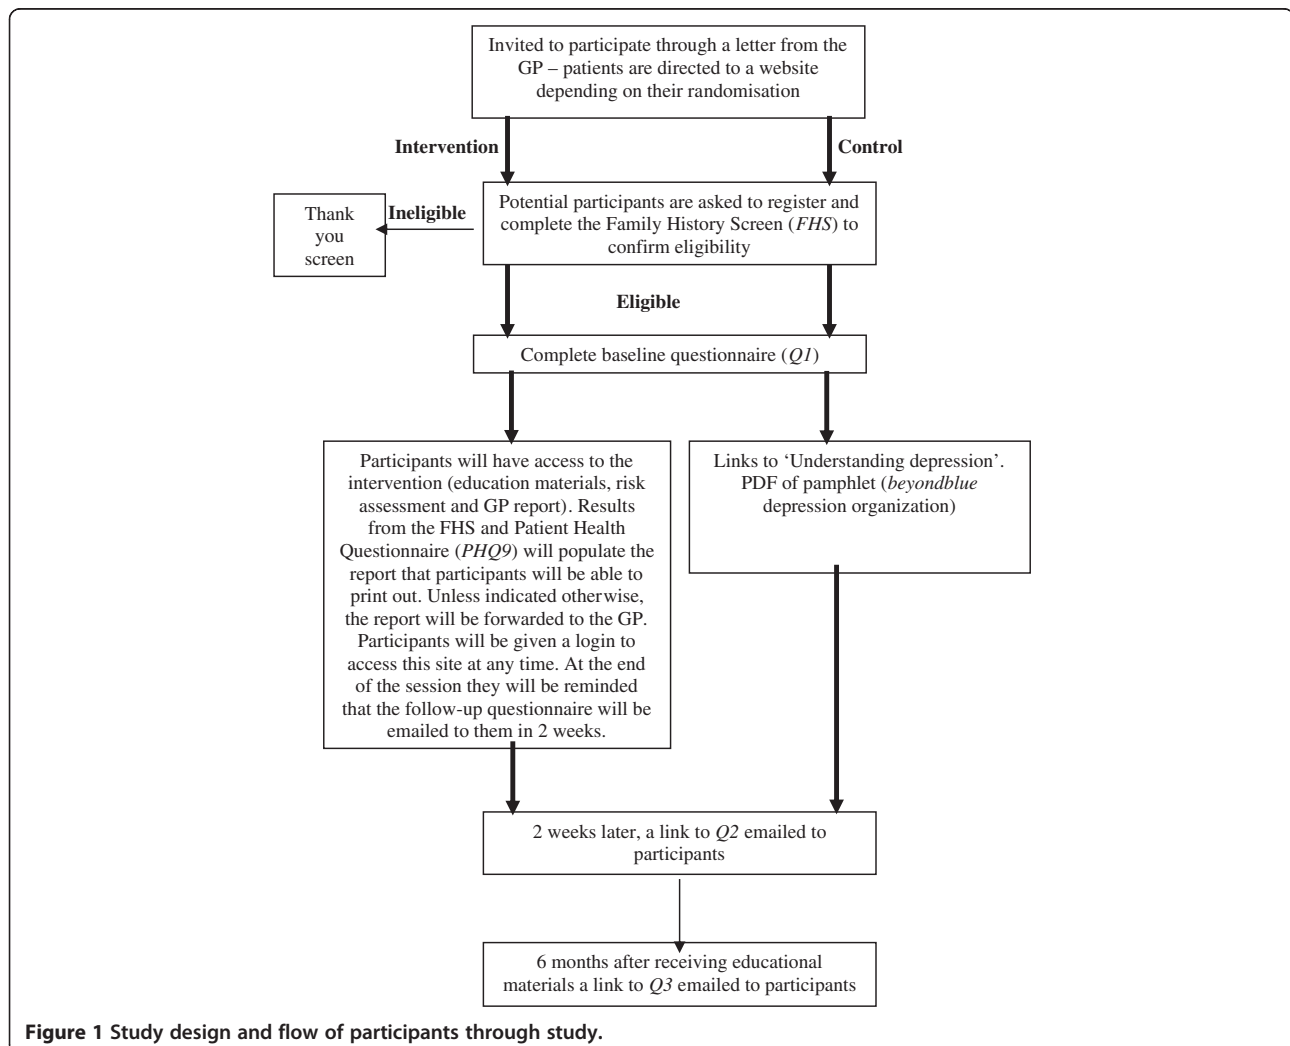 Invited to participate through a letter from the
GP – patients are directed to a website
depending on their randomisation
Intervention
Control
Potential participants are asked to register and
complete the Family History Screen (FHS) to
confirm eligibility
Ineligible
Thank
you
screen
Eligible
Complete baseline questionnaire (Q1)
Participants will have access to the
intervention (education materials, risk
assessment and GP report). Results
from the FHS and Patient Health
Questionnaire (PHQ9) will populate the
report that participants will be able to
print out. Unless indicated otherwise,
the report will be forwarded to the GP.
Participants will be given a login to
access this site at any time. At the end
of the session they will be reminded
that the follow-up questionnaire will be
emailed to them in 2 weeks.
Links to ‘Understanding depression’.
PDF of pamphlet (beyondblue
depression organization)
2 weeks later, a link to Q2 emailed to
participants
6 months after receiving educational
materials a link to Q3 emailed to participants
Figure 1 Study design and flow of participants through study.